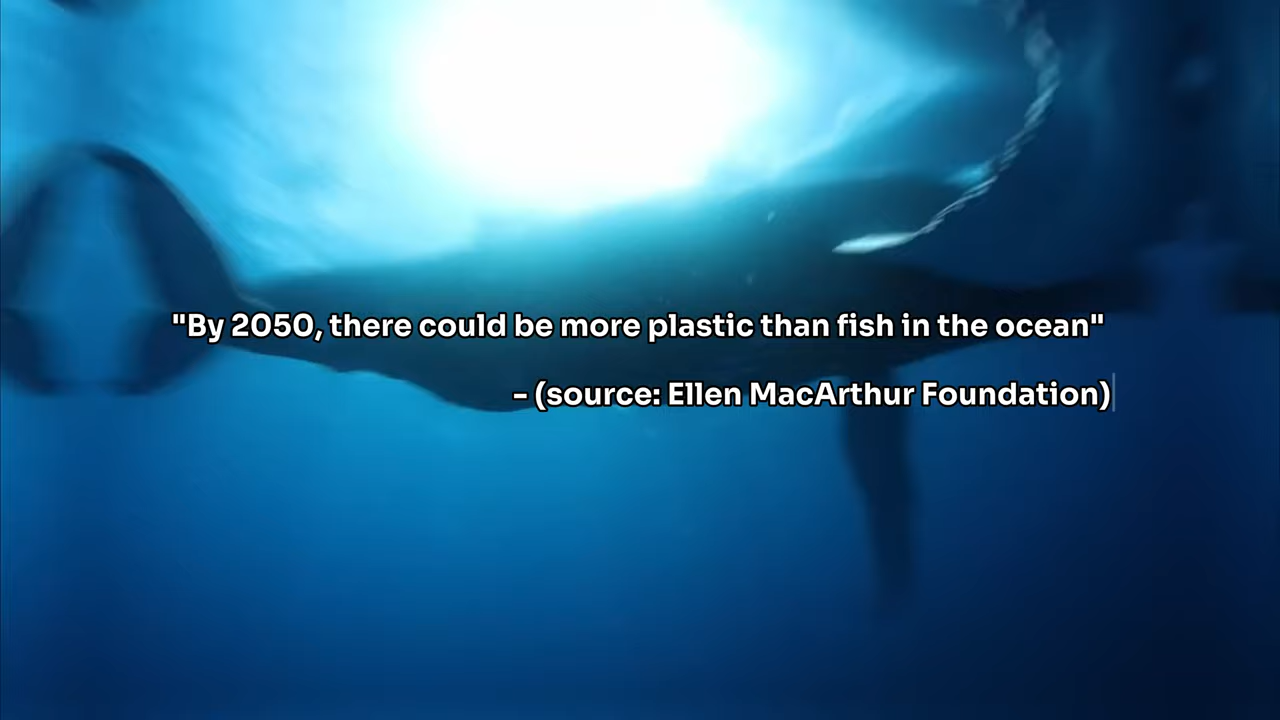 "By 2050, there could be more plastic than fish in the ocean"
- (source: Ellen MacArthur Foundation)